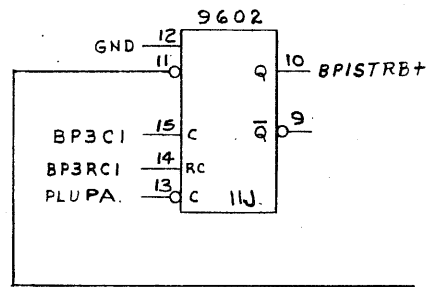 9602
GND 12
11
Q 10 BPISTRB+
Q̅ 9
BP3C1 15 C
BP3RC1 14 RC
PLUPA. 13 C
11J.